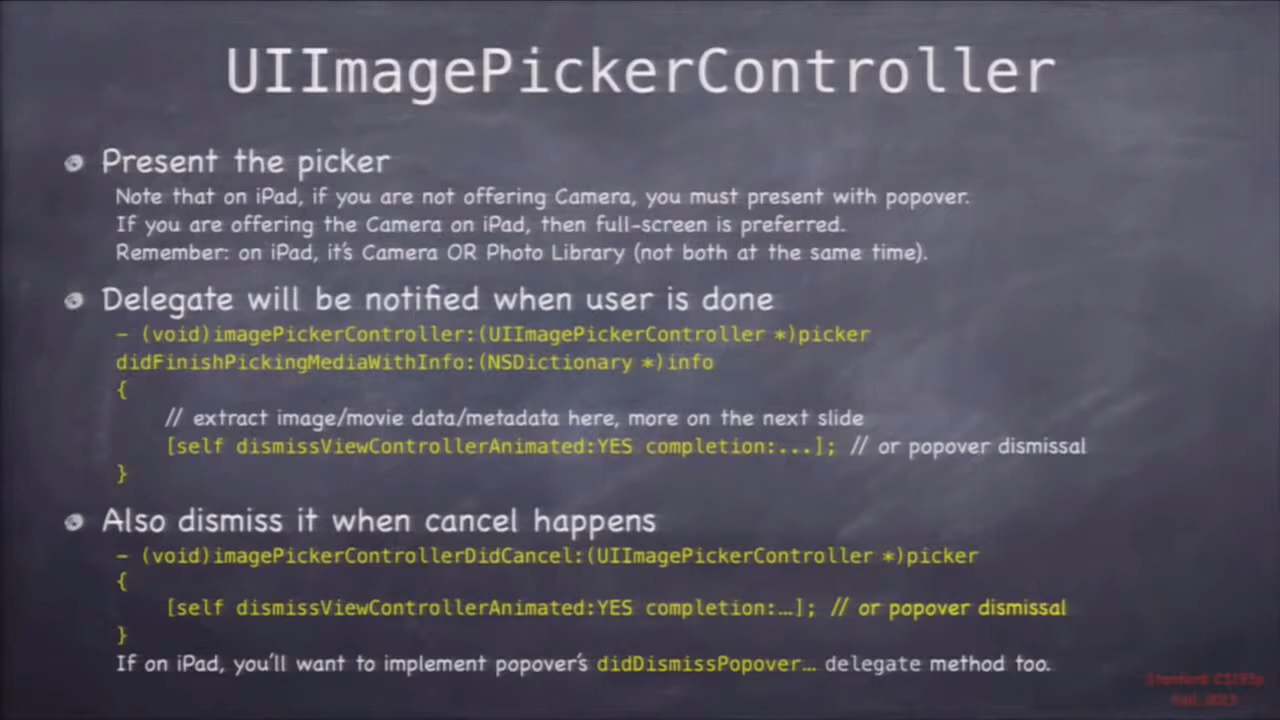 UIImagePickerController
Present the picker
Note that on iPad, if you are not offering Camera, you must present with popover.
If you are offering the Camera on iPad, then full-screen is preferred.
Remember: on iPad, it's Camera OR Photo Library (not both at the same time).
Delegate will be notified when user is done
- (void)imagePickerController:(UIImagePickerController *)picker
didFinishPickingMediaWithInfo:(NSDictionary *)info
{
// extract image/movie data/metadata here, more on the next slide
[self dismissViewControllerAnimated:YES completion:...]; // or popover dismissal
}
Also dismiss it when cancel happens
- (void)imagePickerControllerDidCancel:(UIImagePickerController *)picker
{
[self dismissViewControllerAnimated:YES completion:…]; // or popover dismissal
}
If on iPad, you'll want to implement popover's didDismissPopover… delegate method too.
Stanford CS193p